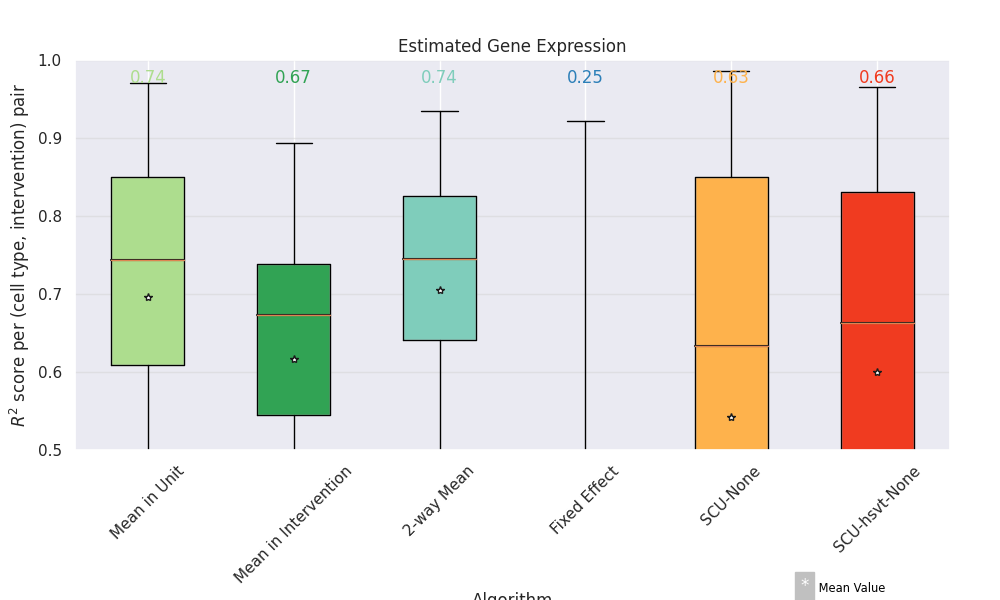 Estimated Gene Expression
R² score per (cell type, intervention) pair
1.0
0.9
0.8
0.7
0.6
0.5
0.74 0.67 0.74 0.25 0.63 0.66
Mean in Unit
Mean in Intervention
2-way Mean
Fixed Effect
SCU-None
SCU-hsvt-None
Algorithm
* Mean Value